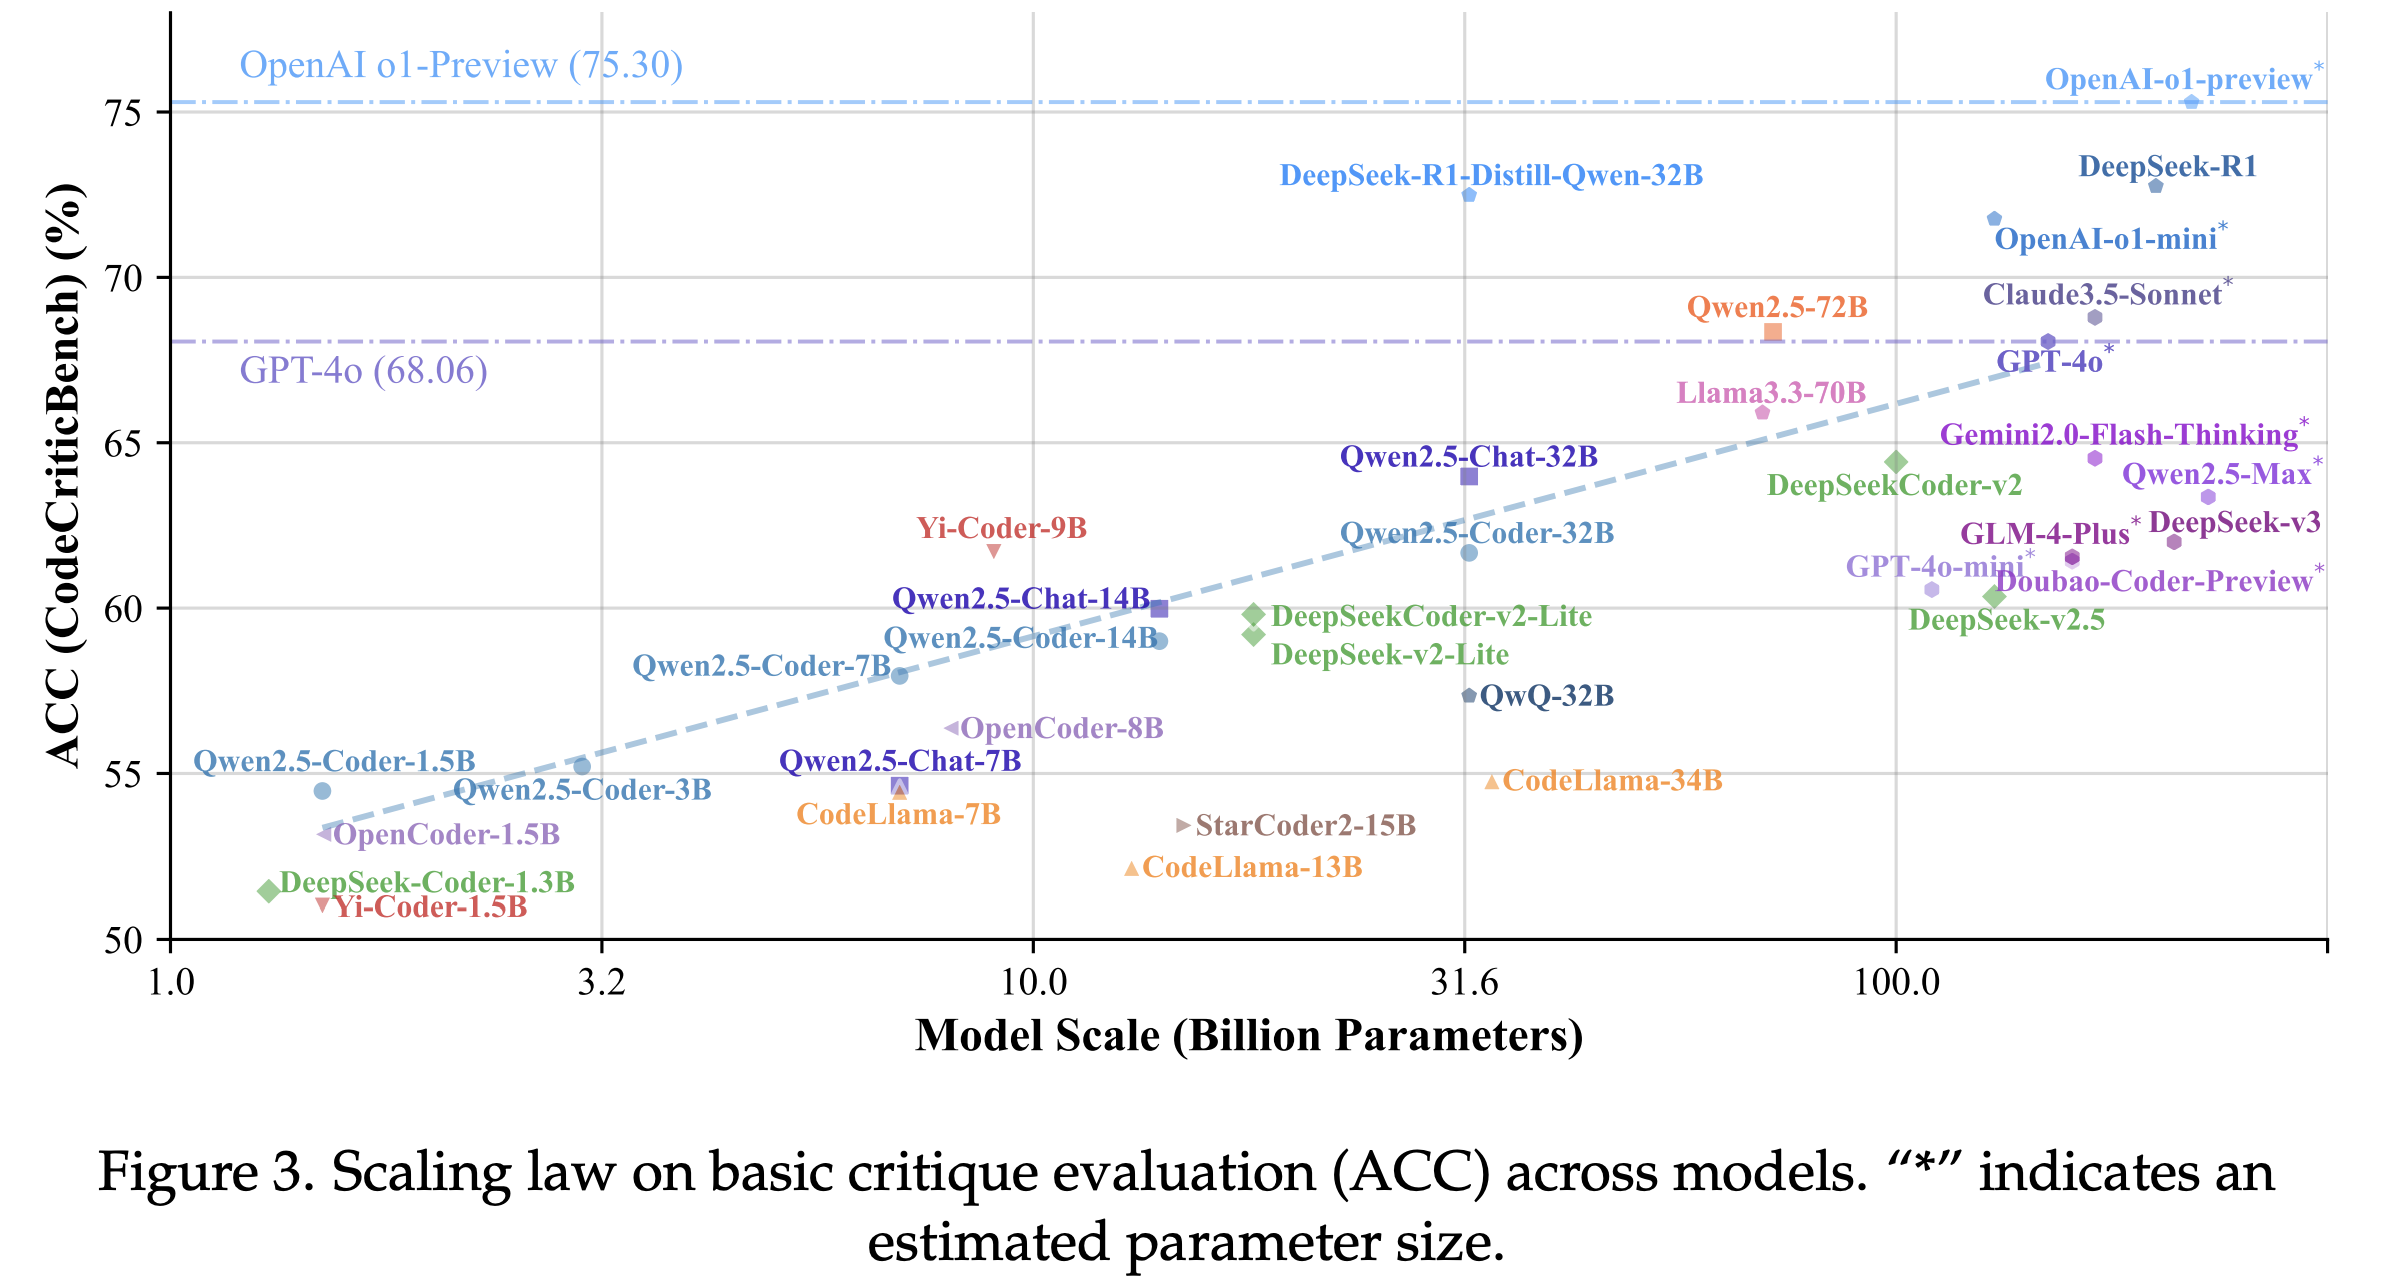 OpenAI o1-Preview (75.30)
OpenAI-o1-preview*
75
DeepSeek-R1-Distill-Qwen-32B
DeepSeek-R1
OpenAI-o1-mini*
70
Claude3.5-Sonnet*
Qwen2.5-72B
GPT-4o (68.06)
GPT-4o*
Llama3.3-70B
65
Gemini2.0-Flash-Thinking*
Qwen2.5-Chat-32B
Qwen2.5-Max*
DeepSeekCoder-v2
Yi-Coder-9B
Qwen2.5-Coder-32B
GLM-4-Plus*
DeepSeek-v3
GPT-4o-mini*
Doubao-Coder-Preview*
60
Qwen2.5-Chat-14B
DeepSeekCoder-v2-Lite
DeepSeek-v2.5
Qwen2.5-Coder-14B
DeepSeek-v2-Lite
Qwen2.5-Coder-7B
QwQ-32B
OpenCoder-8B
55
Qwen2.5-Coder-1.5B
Qwen2.5-Chat-7B
CodeLlama-34B
Qwen2.5-Coder-3B
CodeLlama-7B
StarCoder2-15B
OpenCoder-1.5B
CodeLlama-13B
DeepSeek-Coder-1.3B
Yi-Coder-1.5B
50
ACC (CodeCriticBench) (%)
1.0 3.2 10.0 31.6 100.0
Model Scale (Billion Parameters)
Figure 3. Scaling law on basic critique evaluation (ACC) across models. “*” indicates an
estimated parameter size.